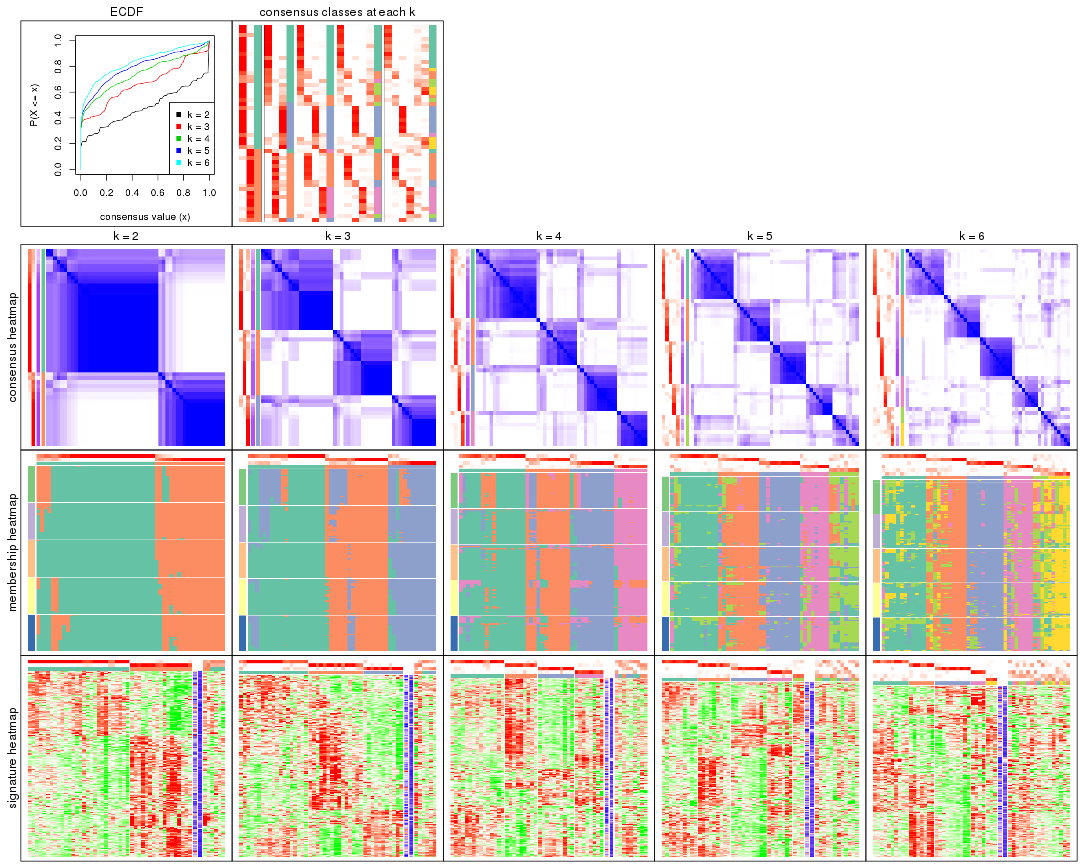 ECDF
consensus classes at each k
P(X <= x)
0.0 0.2 0.4 0.6 0.8 1.0
k = 2
k = 3
k = 4
k = 5
k = 6
0.0 0.2 0.4 0.6 0.8 1.0
consensus value (x)
k = 2 k = 3 k = 4 k = 5 k = 6
consensus heatmap
membership heatmap
signature heatmap